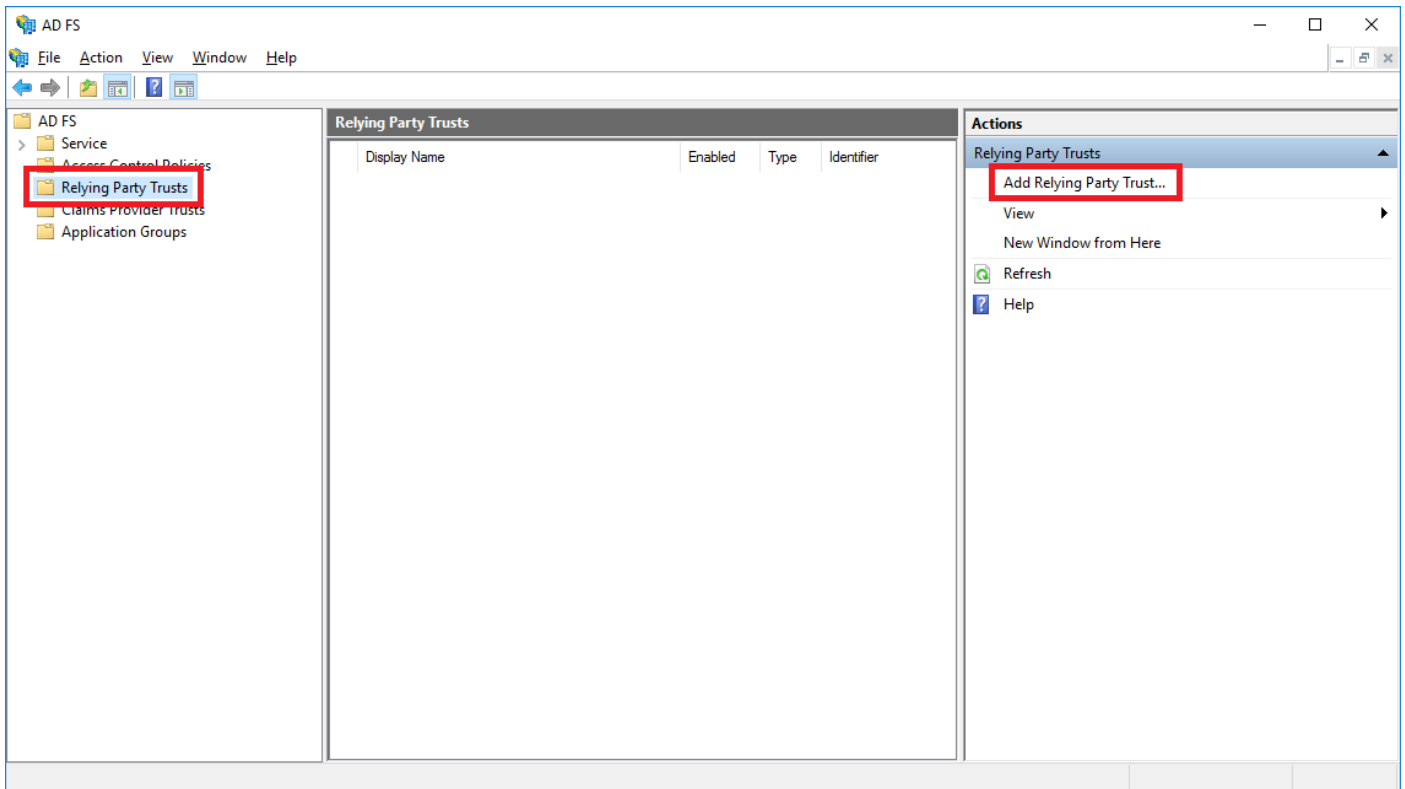 AD FS
File Action View Window Help
AD FS
Service
Access Control Policies
Relying Party Trusts
Claims Provider Trusts
Application Groups
Relying Party Trusts
Display Name Enabled Type Identifier
Actions
Relying Party Trusts
Add Relying Party Trust...
View
New Window from Here
Refresh
Help